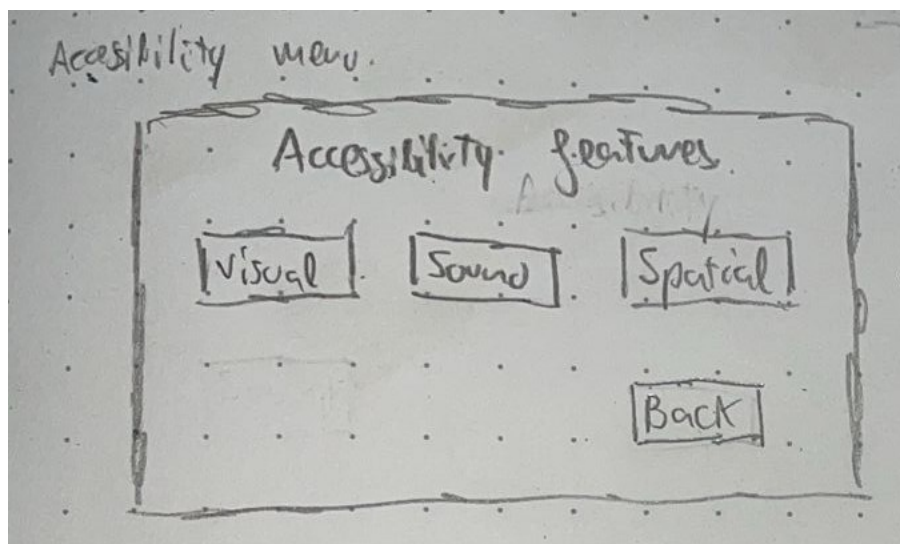 Accesibility menu.
Accessibility features
Visual Sound Spatial
Back